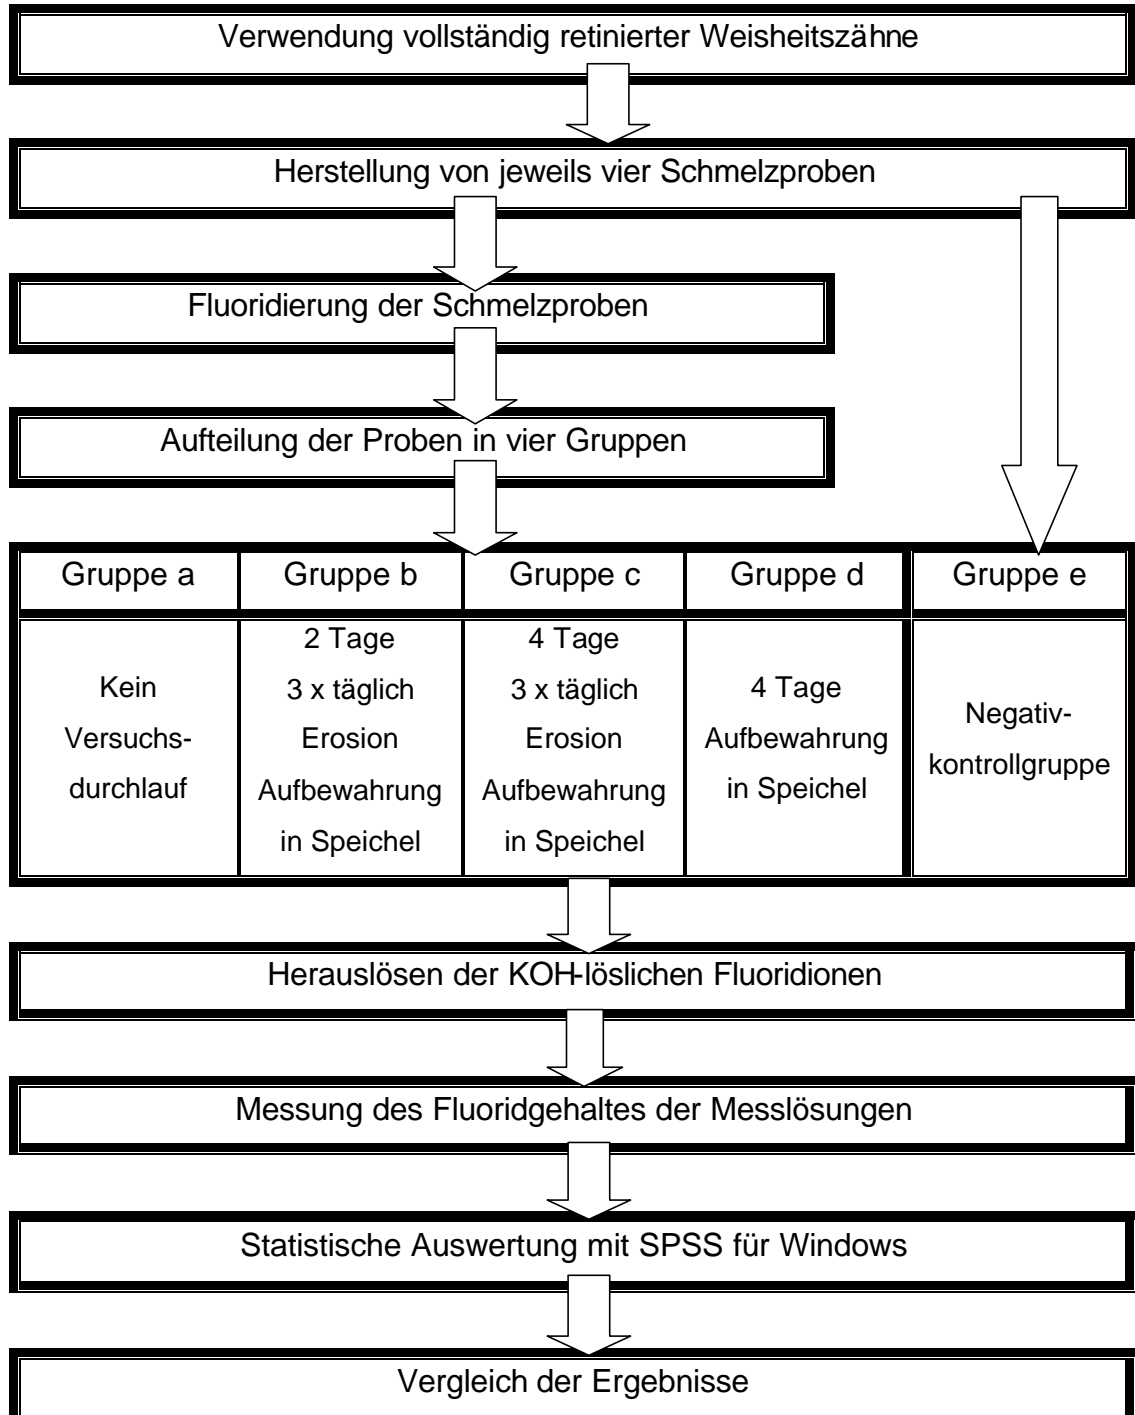 Verwendung vollständig retinierter Weisheitszähne
Herstellung von jeweils vier Schmelzproben
Fluoridierung der Schmelzproben
Aufteilung der Proben in vier Gruppen
Gruppe a
Gruppe b
Gruppe c
Gruppe d
Gruppe e
Kein
Versuchs-
durchlauf
2 Tage
3 x täglich
Erosion
Aufbewahrung
in Speichel
4 Tage
3 x täglich
Erosion
Aufbewahrung
in Speichel
4 Tage
Aufbewahrung
in Speichel
Negativ-
kontrollgruppe
Herauslösen der KOH-löslichen Fluoridionen
Messung des Fluoridgehaltes der Messlösungen
Statistische Auswertung mit SPSS für Windows
Vergleich der Ergebnisse